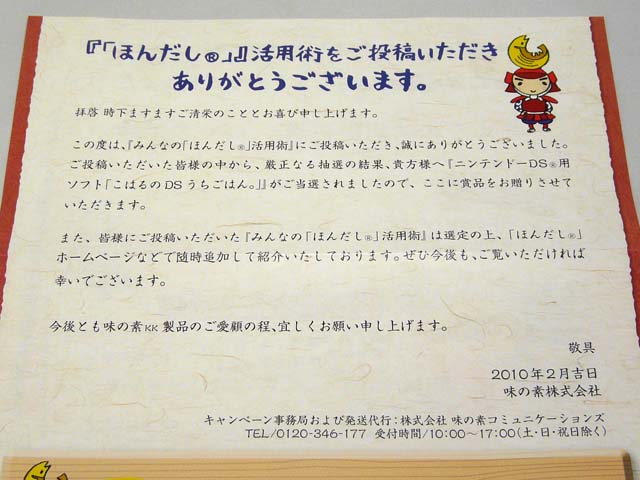 『「ほんだし®」』活用術をご投稿いただき
ありがとうございます。
拝啓 時下ますますご清栄のこととお喜び申し上げます。
この度は、『みんなの「ほんだし®」活用術』にご投稿いただき、誠にありがとうございました。
ご投稿いただいた皆様の中から、厳正なる抽選の結果、貴方様へ『ニンテンドーDS®用
ソフト「こはるのDSうちごはん。」』がご当選されましたので、ここに賞品をお贈りさせて
いただきます。
また、皆様にご投稿いただいた『みんなの「ほんだし®」活用術』は選定の上、「ほんだし®」
ホームページなどで随時追加して紹介いたしております。ぜひ今後も、ご覧いただければ
幸いでございます。
今後とも味の素KK製品のご愛顧の程、宜しくお願い申し上げます。
敬具
2010年2月吉日
味の素株式会社
キャンペーン事務局および発送代行:株式会社 味の素コミュニケーションズ
TEL/0120-346-177 受付時間/10:00〜17:00(土・日・祝日除く)